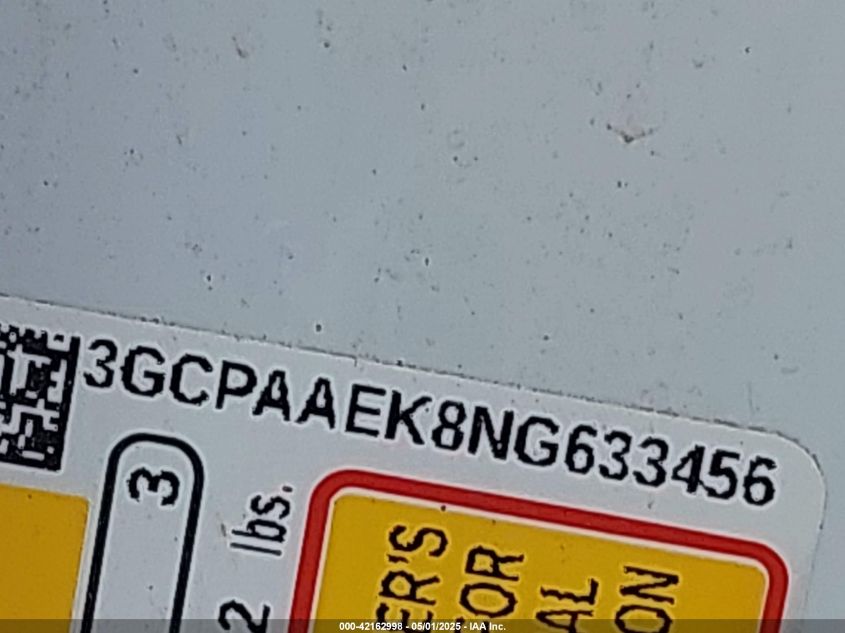 3GCPAAEK8NG633456
3
lbs.
2
ER'S
OR
AL
ON
000-42162998 - 05/01/2025 - IAA Inc.